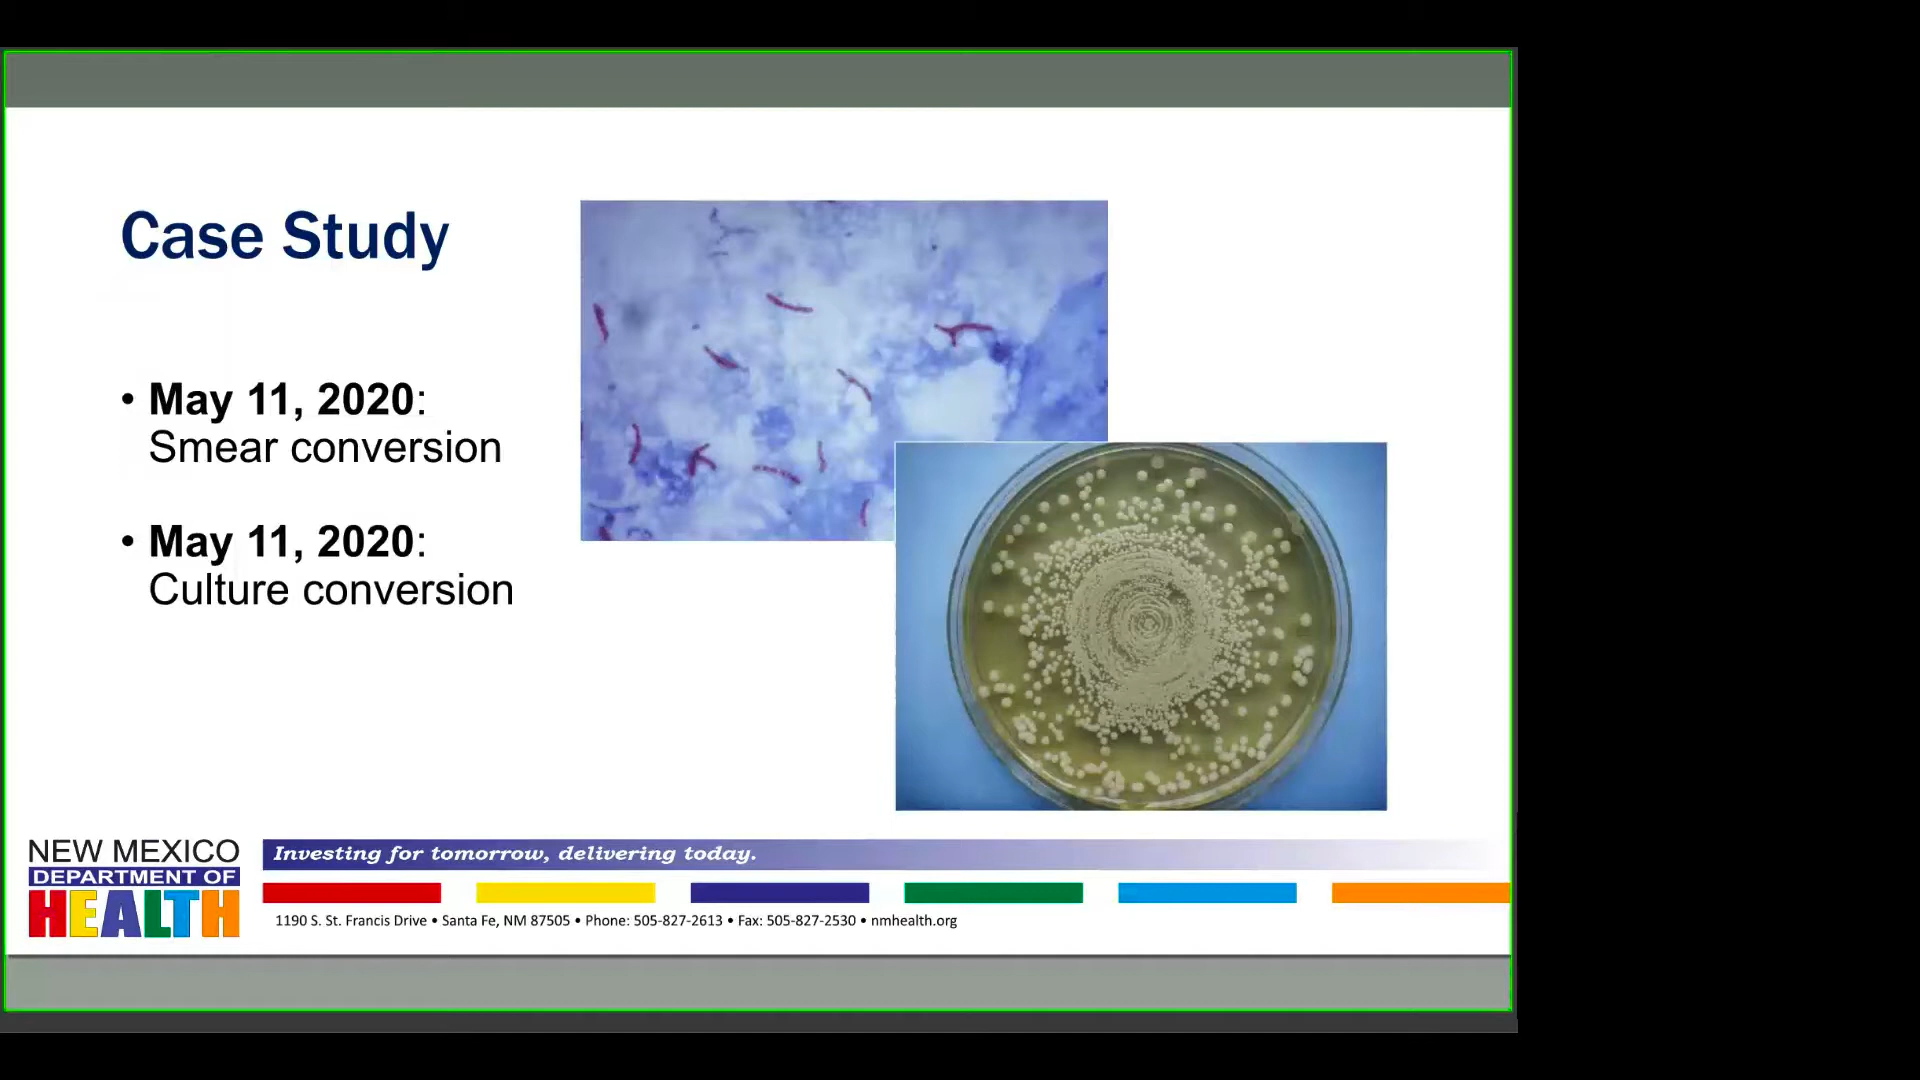 Case Study
• May 11, 2020:
Smear conversion
• May 11, 2020:
Culture conversion
NEW MEXICO
DEPARTMENT OF
HEALTH
Investing for tomorrow, delivering today.
1190 S. St. Francis Drive • Santa Fe, NM 87505 • Phone: 505-827-2613 • Fax: 505-827-2530 • nmhealth.org